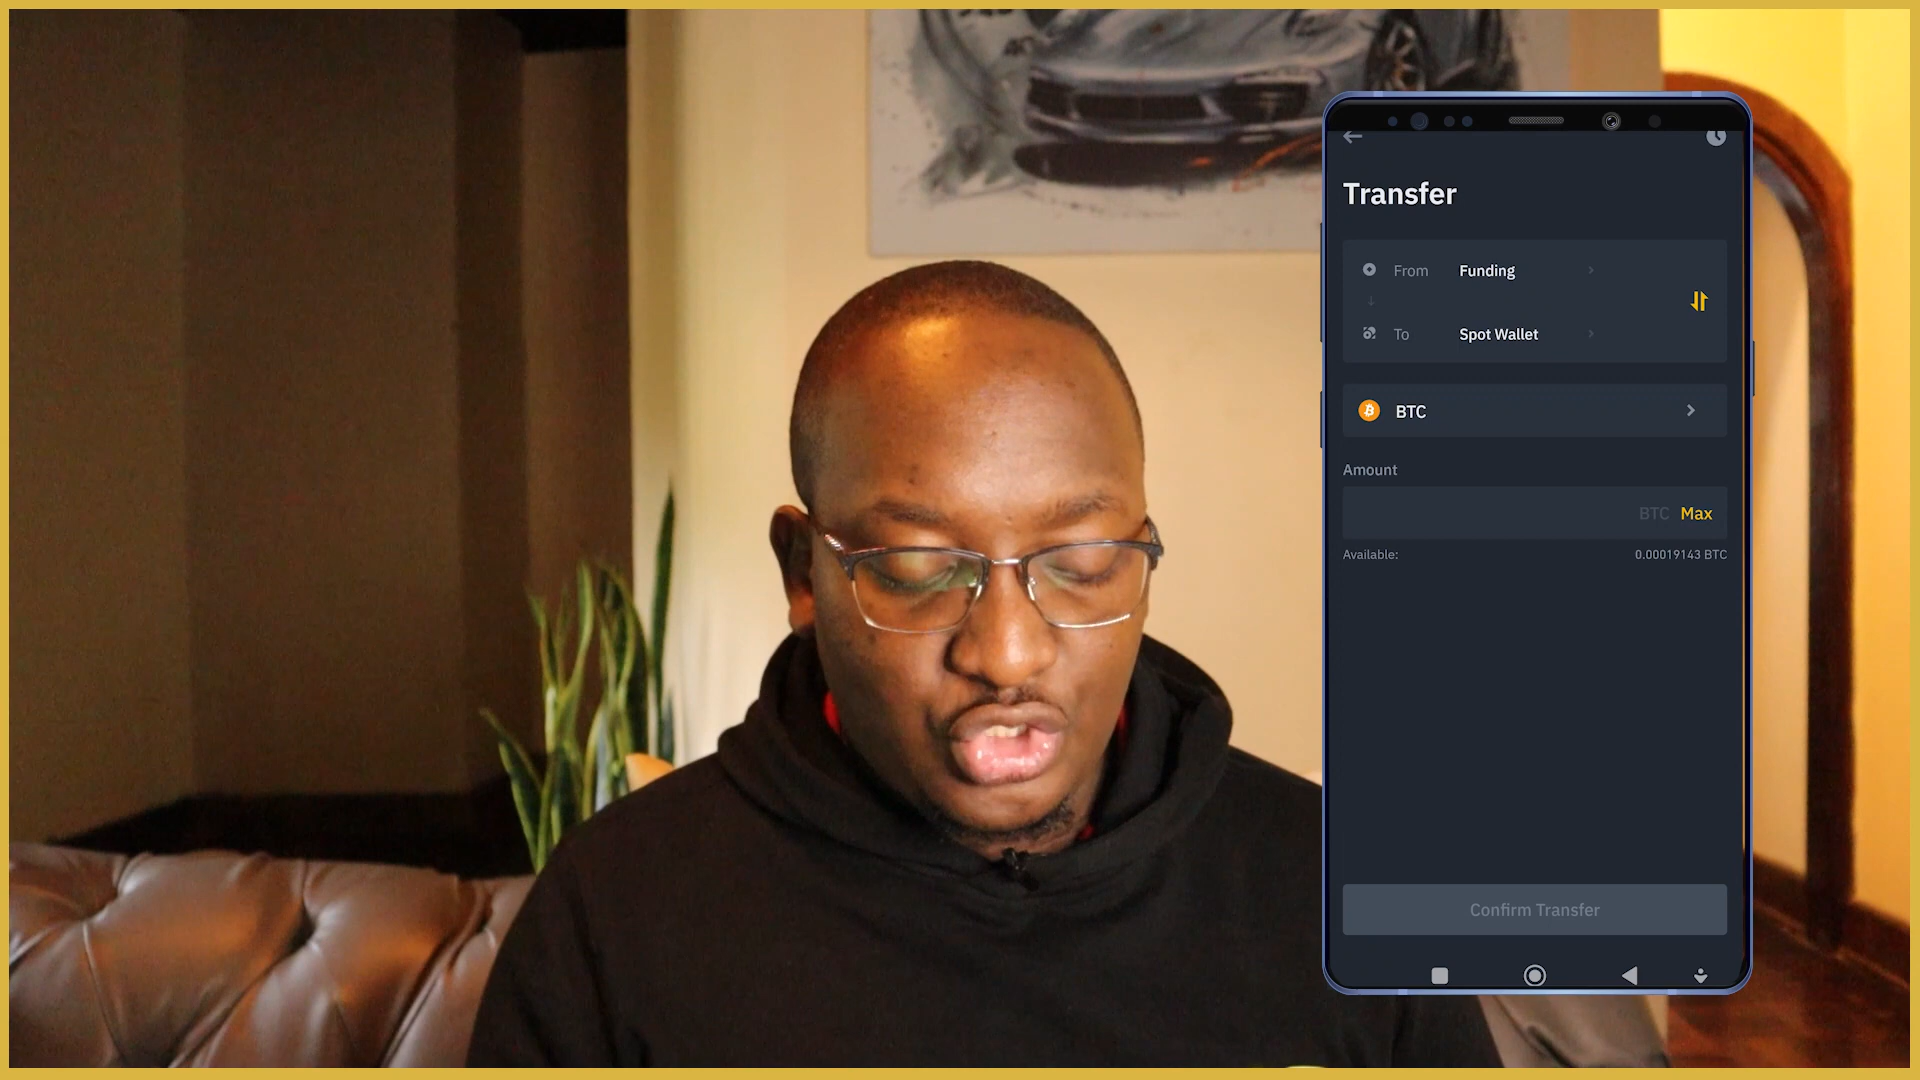 Transfer
From Funding
To Spot Wallet
BTC
Amount
BTC Max
Available: 0.00019143 BTC
Confirm Transfer